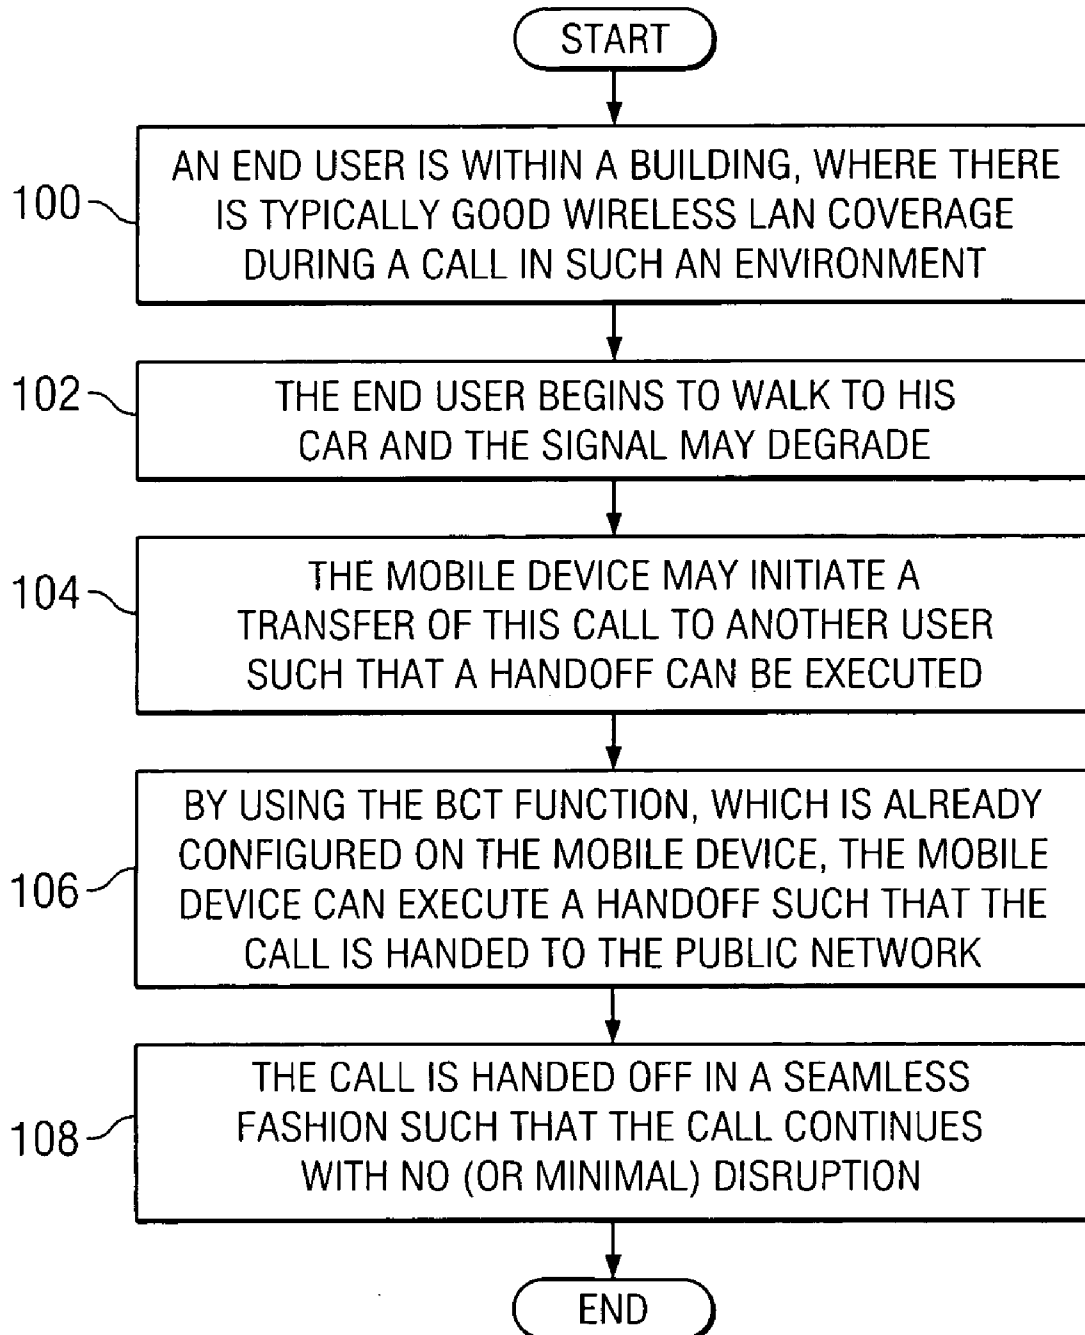 START
100
AN END USER IS WITHIN A BUILDING, WHERE THERE
IS TYPICALLY GOOD WIRELESS LAN COVERAGE
DURING A CALL IN SUCH AN ENVIRONMENT
102
THE END USER BEGINS TO WALK TO HIS
CAR AND THE SIGNAL MAY DEGRADE
104
THE MOBILE DEVICE MAY INITIATE A
TRANSFER OF THIS CALL TO ANOTHER USER
SUCH THAT A HANDOFF CAN BE EXECUTED
106
BY USING THE BCT FUNCTION, WHICH IS ALREADY
CONFIGURED ON THE MOBILE DEVICE, THE MOBILE
DEVICE CAN EXECUTE A HANDOFF SUCH THAT THE
CALL IS HANDED TO THE PUBLIC NETWORK
108
THE CALL IS HANDED OFF IN A SEAMLESS
FASHION SUCH THAT THE CALL CONTINUES
WITH NO (OR MINIMAL) DISRUPTION
END